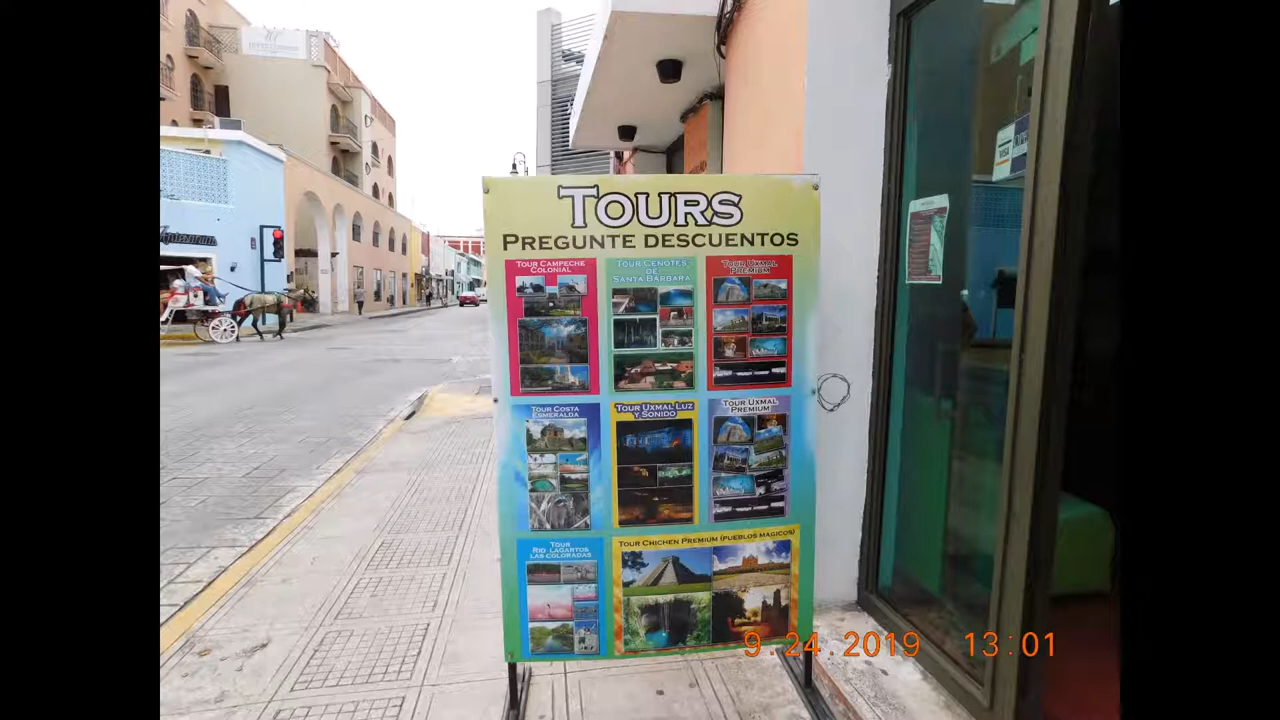 TOURS
PREGUNTE DESCUENTOS
TOUR CAMPECHE
COLONIAL
TOUR CENOTES
DE
SANTA BARBARA
TOUR UXMAL
PREMIUM
TOUR COSTA
ESMERALDA
TOUR UXMAL LUZ
Y SONIDO
TOUR UXMAL
PREMIUM
TOUR
RIO LAGARTOS
LAS COLORADAS
TOUR CHICHEN PREMIUM (PUEBLOS MAGICOS)
VISA
9.24.2019 13:01